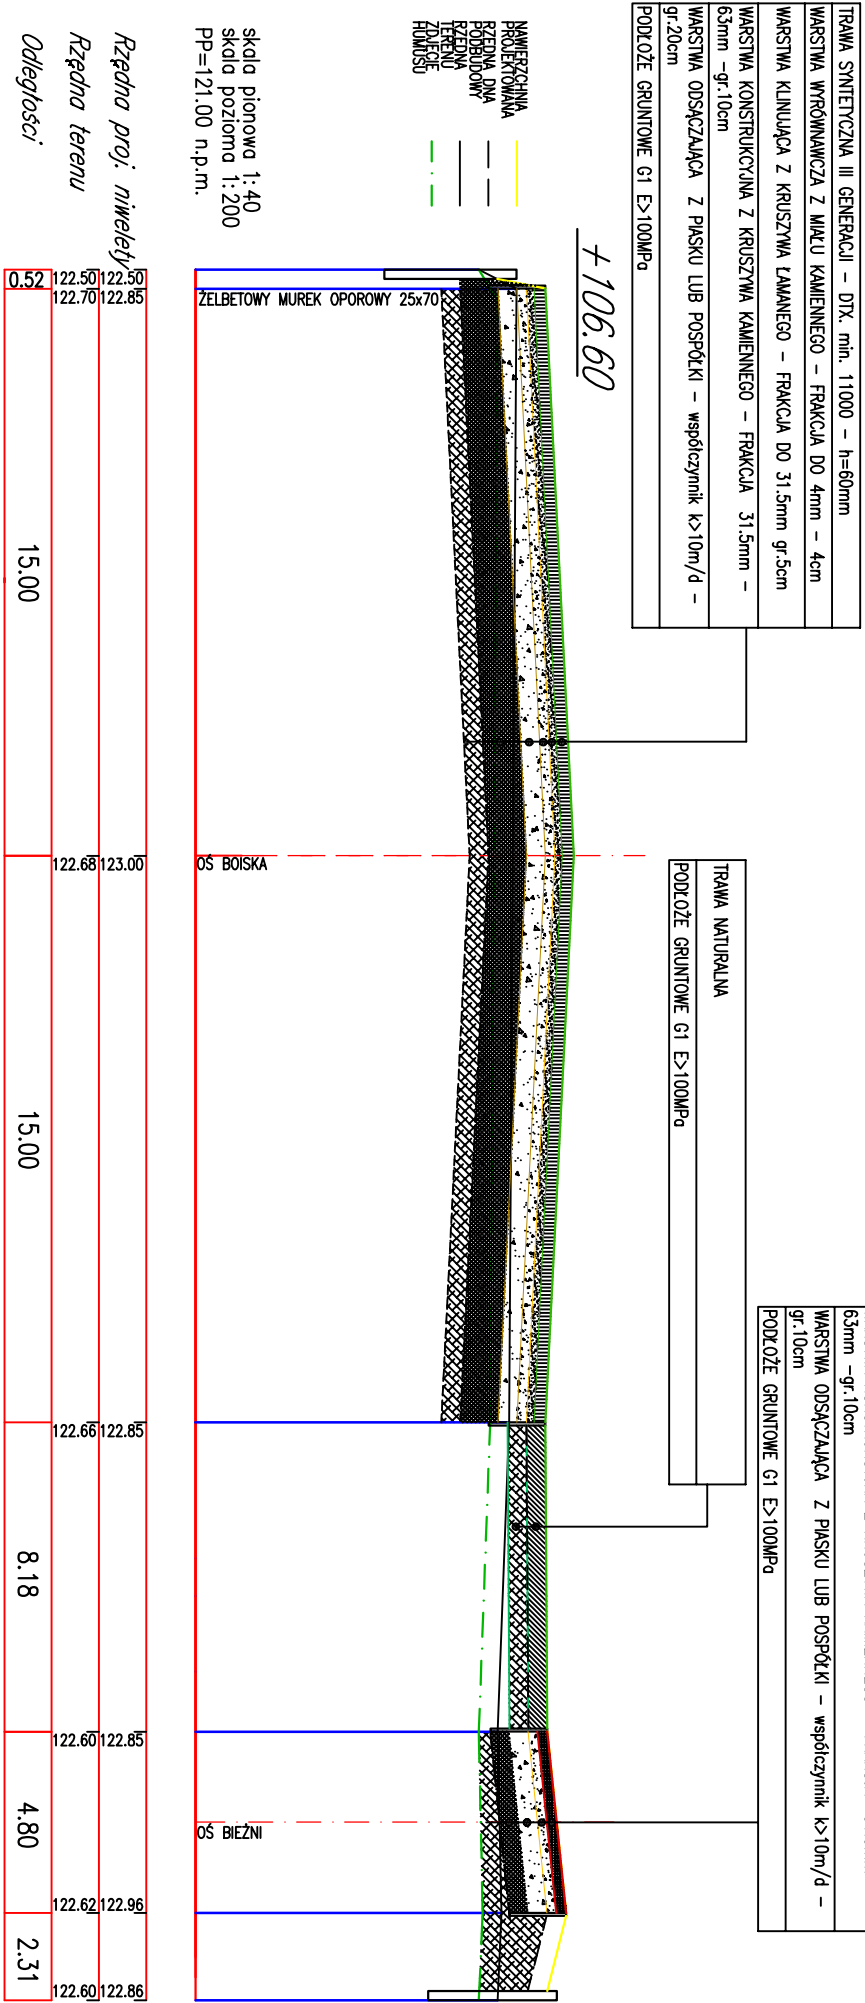 TRAWA SYNTETYCZNA III GENERACJI - DTX. min. 11000 - h=60mm
WARSTWA WYRÓWNAWCZA Z MIAŁU KAMIENNEGO - FRAKCJA DO 4mm - 4cm
WARSTWA KLINUJĄCA Z KRUSZYWA ŁAMANEGO - FRAKCJA DO 31.5mm gr.5cm
WARSTWA KONSTRUKCYJNA Z KRUSZYWA KAMIENNEGO - FRAKCJA 31.5mm -
63mm -gr.10cm
WARSTWA ODSĄCZAJĄCA Z PIASKU LUB POSPÓŁKI - współczynnik k>10m/d -
gr.20cm
PODŁOŻE GRUNTOWE G1 E>100MPa
TRAWA NATURALNA
PODŁOŻE GRUNTOWE G1 E>100MPa
63mm -gr.10cm
WARSTWA ODSĄCZAJĄCA Z PIASKU LUB POSPÓŁKI - współczynnik k>10m/d -
gr.10cm
PODŁOŻE GRUNTOWE G1 E>100MPa
+106.60
NAWIERZCHNIA
PROJEKTOWANA
RZĘDNA DNA
PODBUDOWY
RZĘDNA
TERENU
ZDJĘCIE
HUMUSU
skala pionowa 1:40
skala pozioma 1:200
PP=121.00 n.p.m.
ŻELBETOWY MUREK OPOROWY 25x70
OŚ BOISKA
OŚ BIEŻNI
Rzędna proj. niwelety
122.50 122.85 123.00 122.85 122.85 122.96 122.86
Rzędna terenu
122.50 122.70 122.68 122.66 122.60 122.62 122.60
Odległości
0.52 15.00 15.00 8.18 4.80 2.31